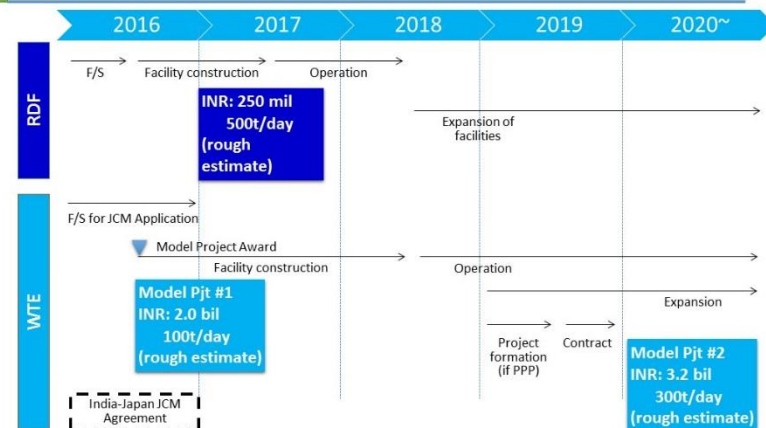 2016
2017
2018
2019
2020~
RDF
F/S
Facility construction
Operation
INR: 250 mil
500t/day
(rough
estimate)
Expansion of
facilities
WTE
F/S for JCM Application
Model Project Award
Facility construction
Operation
Model Pjt #1
INR: 2.0 bil
100t/day
(rough estimate)
Expansion
Project
formation
(if PPP)
Contract
Model Pjt #2
INR: 3.2 bil
300t/day
(rough estimate)
India-Japan JCM
Agreement